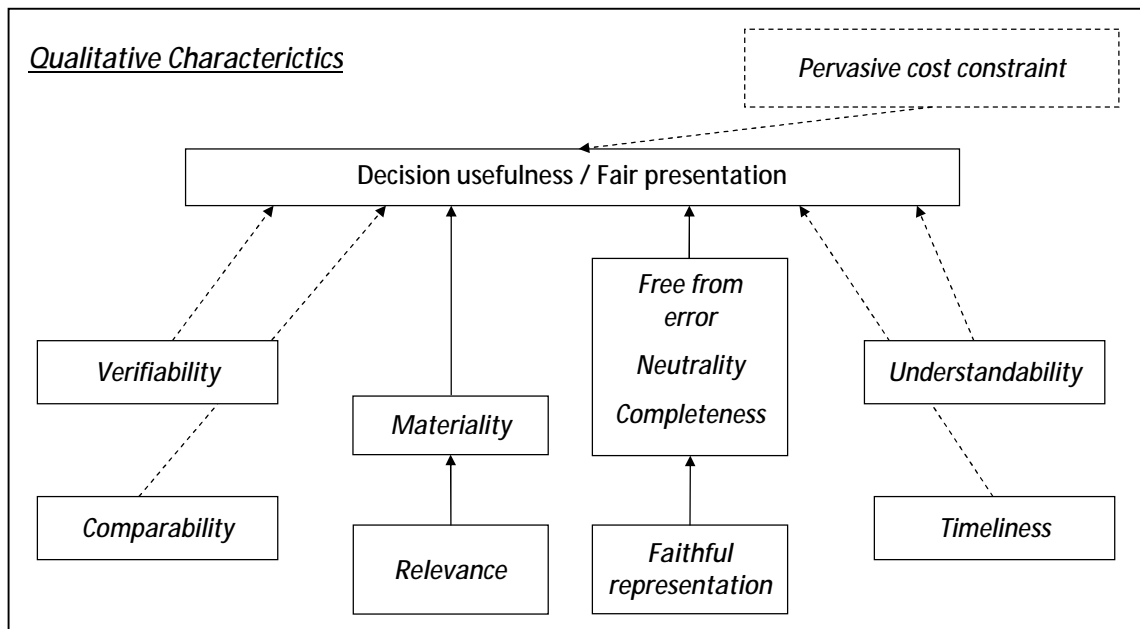 Qualitative Characterictics
Pervasive cost constraint
Decision usefulness / Fair presentation
Free from
error
Neutrality
Completeness
Verifiability
Understandability
Materiality
Comparability
Timeliness
Relevance
Faithful
representation